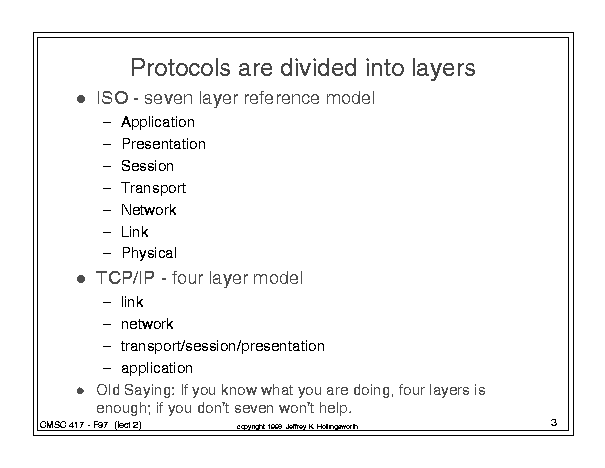 Protocols are divided into layers
● ISO - seven layer reference model
– Application
– Presentation
– Session
– Transport
– Network
– Link
– Physical
● TCP/IP - four layer model
– link
– network
– transport/session/presentation
– application
● Old Saying: If you know what you are doing, four layers is
enough; if you don't seven won't help.
CMSC 417 - F97 (lect 2)
copyright 1996 Jeffrey K. Hollingsworth
3